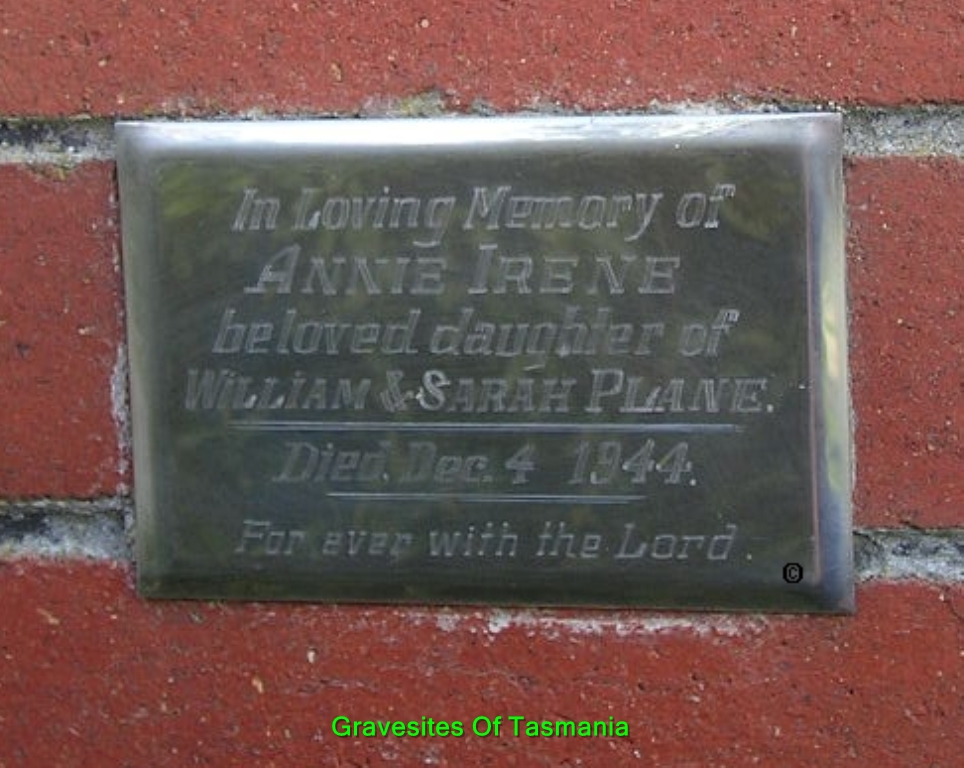 In Loving Memory of
ANNIE IRENE
beloved daughter of
WILLIAM & SARAH PLANE.
Died. Dec. 4 1944.
For ever with the Lord.
©
Gravesites Of Tasmania